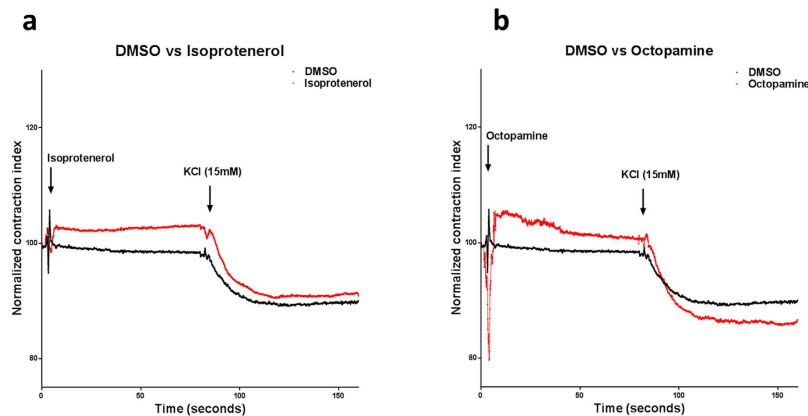 a
DMSO vs Isoprotenerol
DMSO
Isoprotenerol
Isoprotenerol
KCl (15mM)
Normalized contraction index
120
100
80
0
50
100
150
Time (seconds)
b
DMSO vs Octopamine
DMSO
Octopamine
Octopamine
KCl (15mM)
Normalized contraction index
120
100
80
0
50
100
150
Time (seconds)